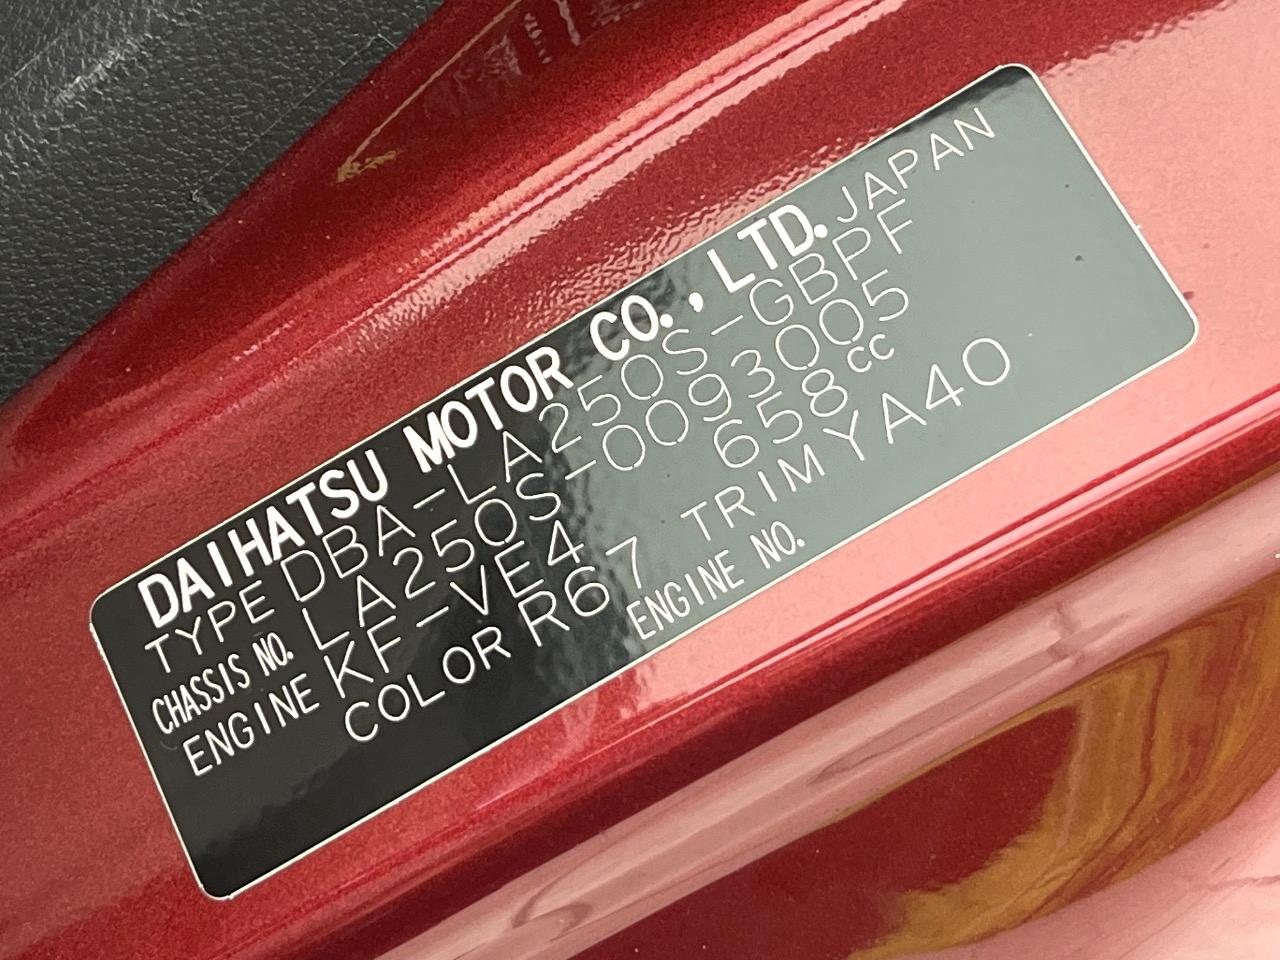 DAIHATSU MOTOR CO., LTD. JAPAN
TYPE DBA-LA250S-GBPF
CHASSIS NO. LA250S-0093005
ENGINE KF-VE4 658cc
COLOR R67 TRIM YA40
ENGINE NO.